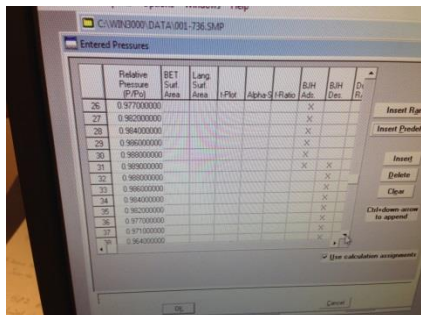 Options Windows Help
C:\WIN3000\DATA\001-736.SMP
Entered Pressures
Relative Pressure (P/Po) BET Surf. Area Lang. Surf. Area t-Plot Alpha-S f-Ratio BJH Ads. BJH Des.
26 0.977000000 X
27 0.982000000 X
28 0.984000000 X
29 0.986000000 X
30 0.988000000 X
31 0.989000000 X X
32 0.988000000 X
33 0.986000000 X
34 0.984000000 X
35 0.982000000 X
36 0.977000000 X
37 0.971000000 X
38 0.964000000 X
Insert
Delete
Clear
Ctrl+down-arrow
to append
Use calculation assignments
OK
Cancel